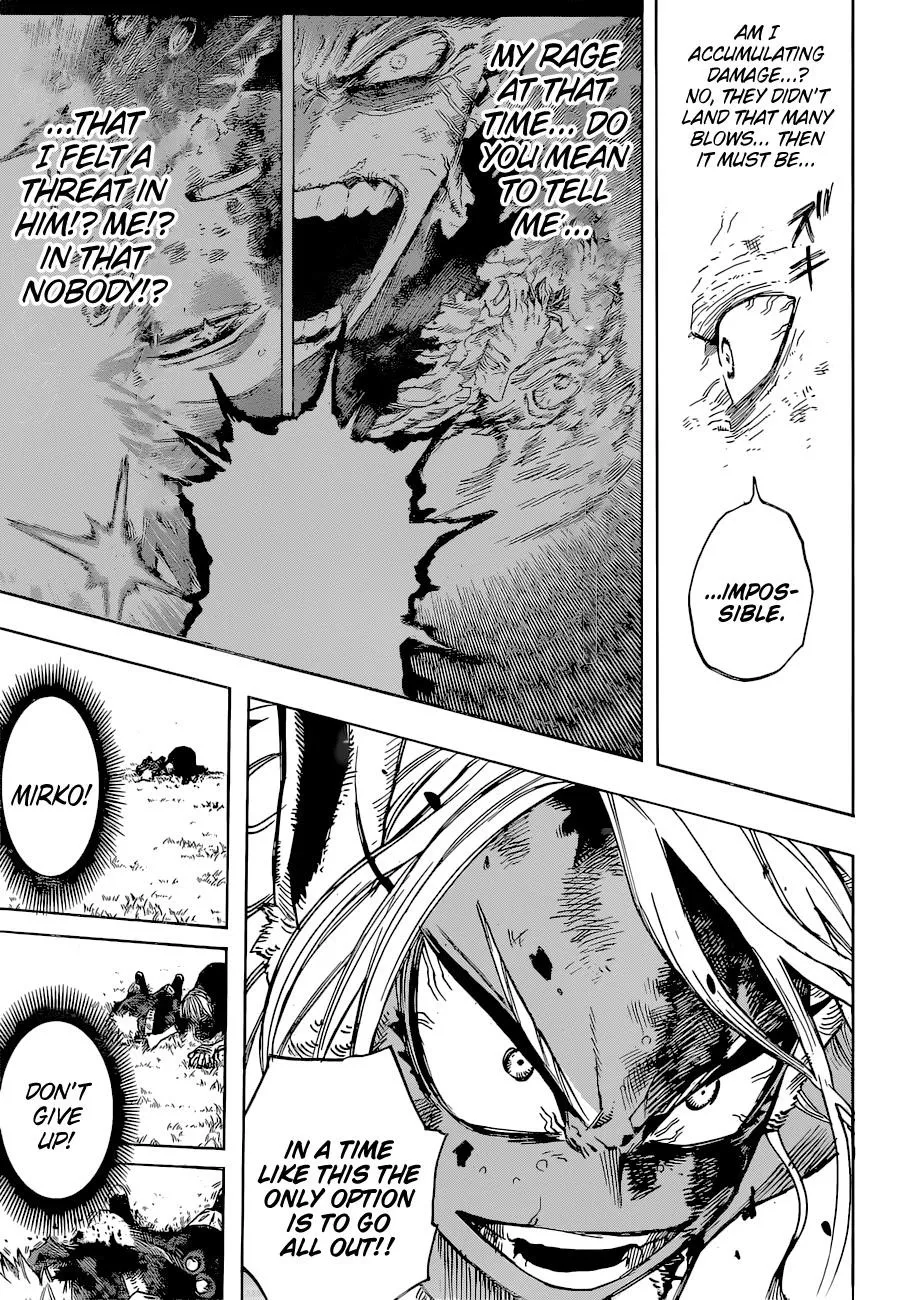 AM I
ACCUMULATING
DAMAGE...?
NO, THEY DIDN'T
LAND THAT MANY
BLOWS... THEN
IT MUST BE...
...IMPOS-
SIBLE.
MY RAGE
AT THAT
TIME... DO
YOU MEAN
TO TELL
ME...
...THAT
I FELT A
THREAT IN
HIM!? ME!?
IN THAT
NOBODY!?
IN A TIME
LIKE THIS THE
ONLY OPTION
IS TO GO
ALL OUT!!
MIRKO!
DON'T
GIVE
UP!